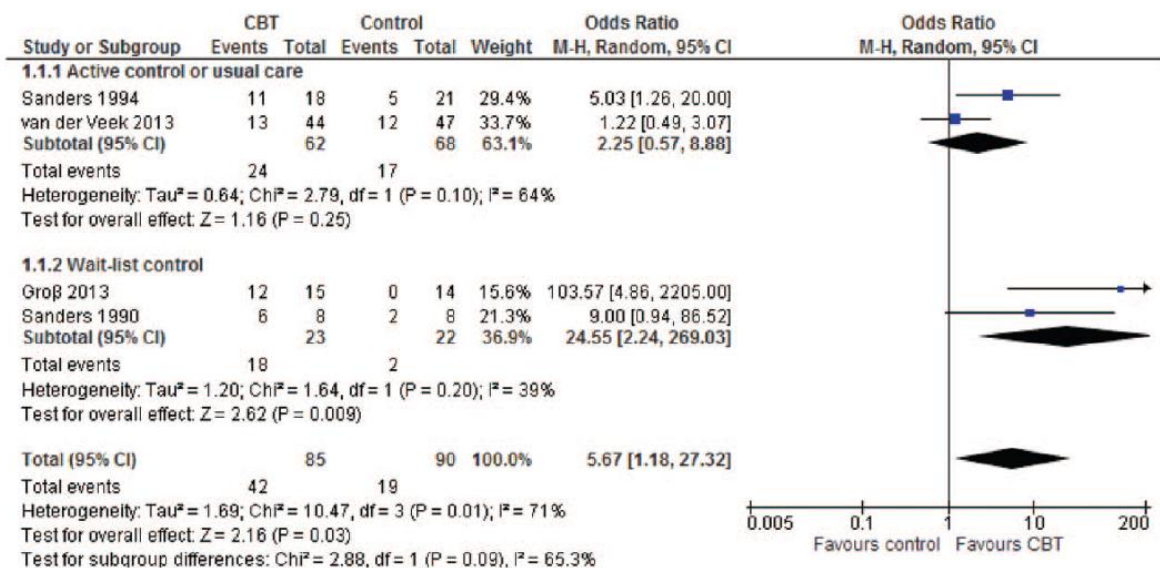 CBT Control Odds Ratio Odds Ratio
Study or Subgroup Events Total Events Total Weight M-H, Random, 95% CI M-H, Random, 95% CI
1.1.1 Active control or usual care
Sanders 1994 11 18 5 21 29.4% 5.03 [1.26, 20.00]
van der Veek 2013 13 44 12 47 33.7% 1.22 [0.49, 3.07]
Subtotal (95% CI) 62 68 63.1% 2.25 [0.57, 8.88]
Total events 24 17
Heterogeneity: Tau² = 0.64; Chi² = 2.79, df = 1 (P = 0.10); I² = 64%
Test for overall effect: Z = 1.16 (P = 0.25)
1.1.2 Wait-list control
Groβ 2013 12 15 0 14 15.6% 103.57 [4.86, 2205.00]
Sanders 1990 6 8 2 8 21.3% 9.00 [0.94, 86.52]
Subtotal (95% CI) 23 22 36.9% 24.55 [2.24, 269.03]
Total events 18 2
Heterogeneity: Tau² = 1.20; Chi² = 1.64, df = 1 (P = 0.20); I² = 39%
Test for overall effect: Z = 2.62 (P = 0.009)
Total (95% CI) 85 90 100.0% 5.67 [1.18, 27.32]
Total events 42 19
Heterogeneity: Tau² = 1.69; Chi² = 10.47, df = 3 (P = 0.01); I² = 71%
Test for overall effect: Z = 2.16 (P = 0.03)
Test for subgroup differences: Chi² = 2.88, df = 1 (P = 0.09), I² = 65.3%
0.005 0.1 1 10 200
Favours control Favours CBT